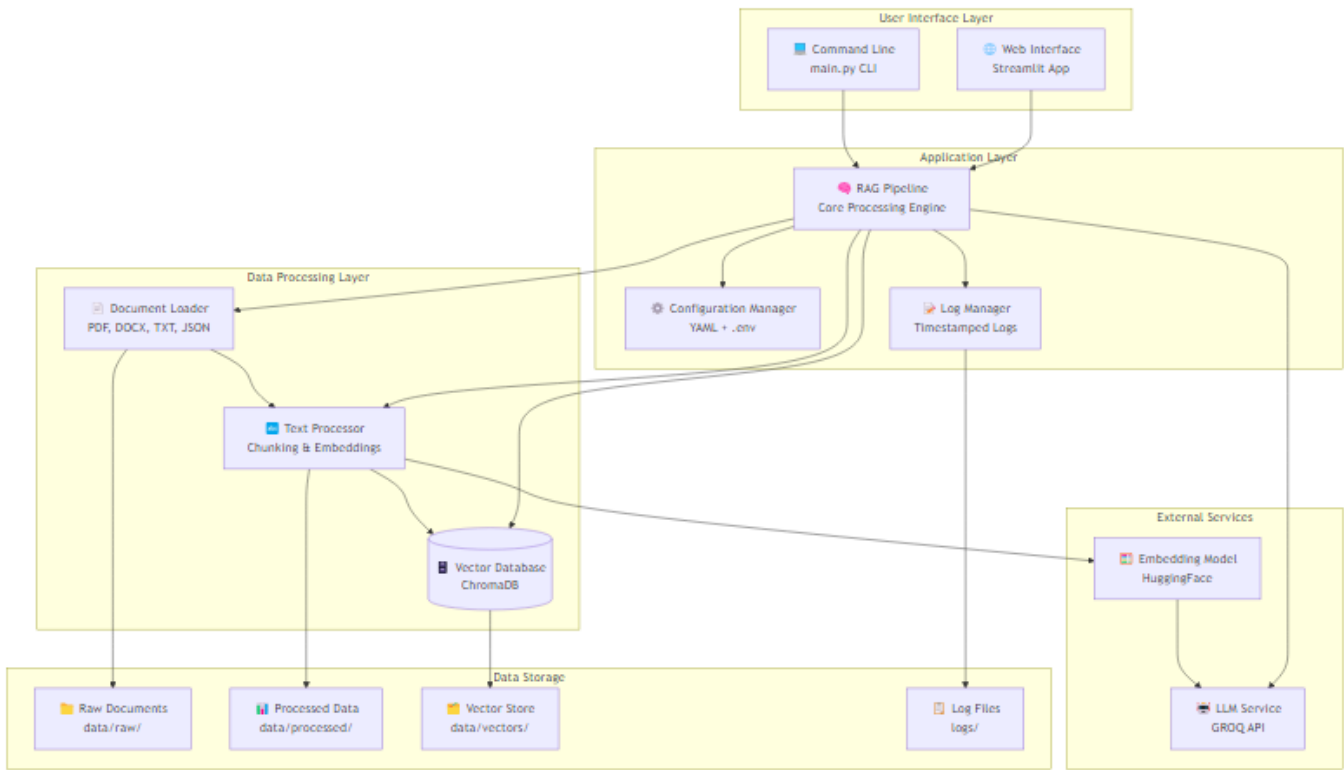 User Interface Layer
Command Line
main.py CLI
Web Interface
Streamlit App
Application Layer
RAG Pipeline
Core Processing Engine
Configuration Manager
YAML + .env
Log Manager
Timestamped Logs
Data Processing Layer
Document Loader
PDF, DOCX, TXT, JSON
Text Processor
Chunking & Embeddings
Vector Database
ChromaDB
External Services
Embedding Model
HuggingFace
LLM Service
GROQ API
Data Storage
Raw Documents
data/raw/
Processed Data
data/processed/
Vector Store
data/vectors/
Log Files
logs/